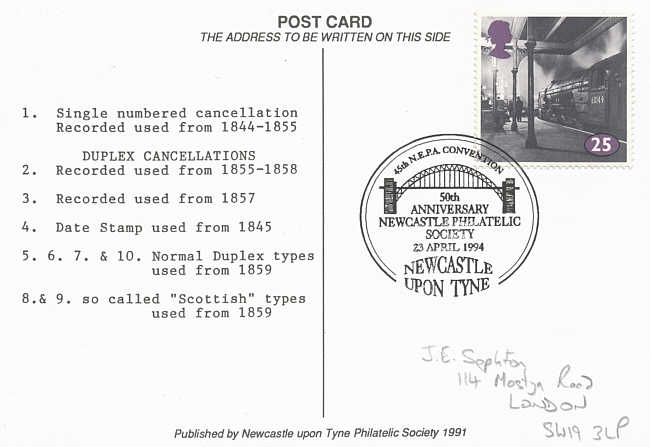 POST CARD
THE ADDRESS TO BE WRITTEN ON THIS SIDE
1. Single numbered cancellation
Recorded used from 1844-1855
DUPLEX CANCELLATIONS
2. Recorded used from 1855-1858
3. Recorded used from 1857
4. Date Stamp used from 1845
5. 6. 7. & 10. Normal Duplex types
used from 1859
8.& 9. so called "Scottish" types
used from 1859
25
45th N.E.P.A. CONVENTION
50th
ANNIVERSARY
NEWCASTLE PHILATELIC
SOCIETY
23 APRIL 1994
NEWCASTLE
UPON TYNE
J.E. Sephton
114 Mostyn Road
LONDON
SW19 3LP
Published by Newcastle upon Tyne Philatelic Society 1991